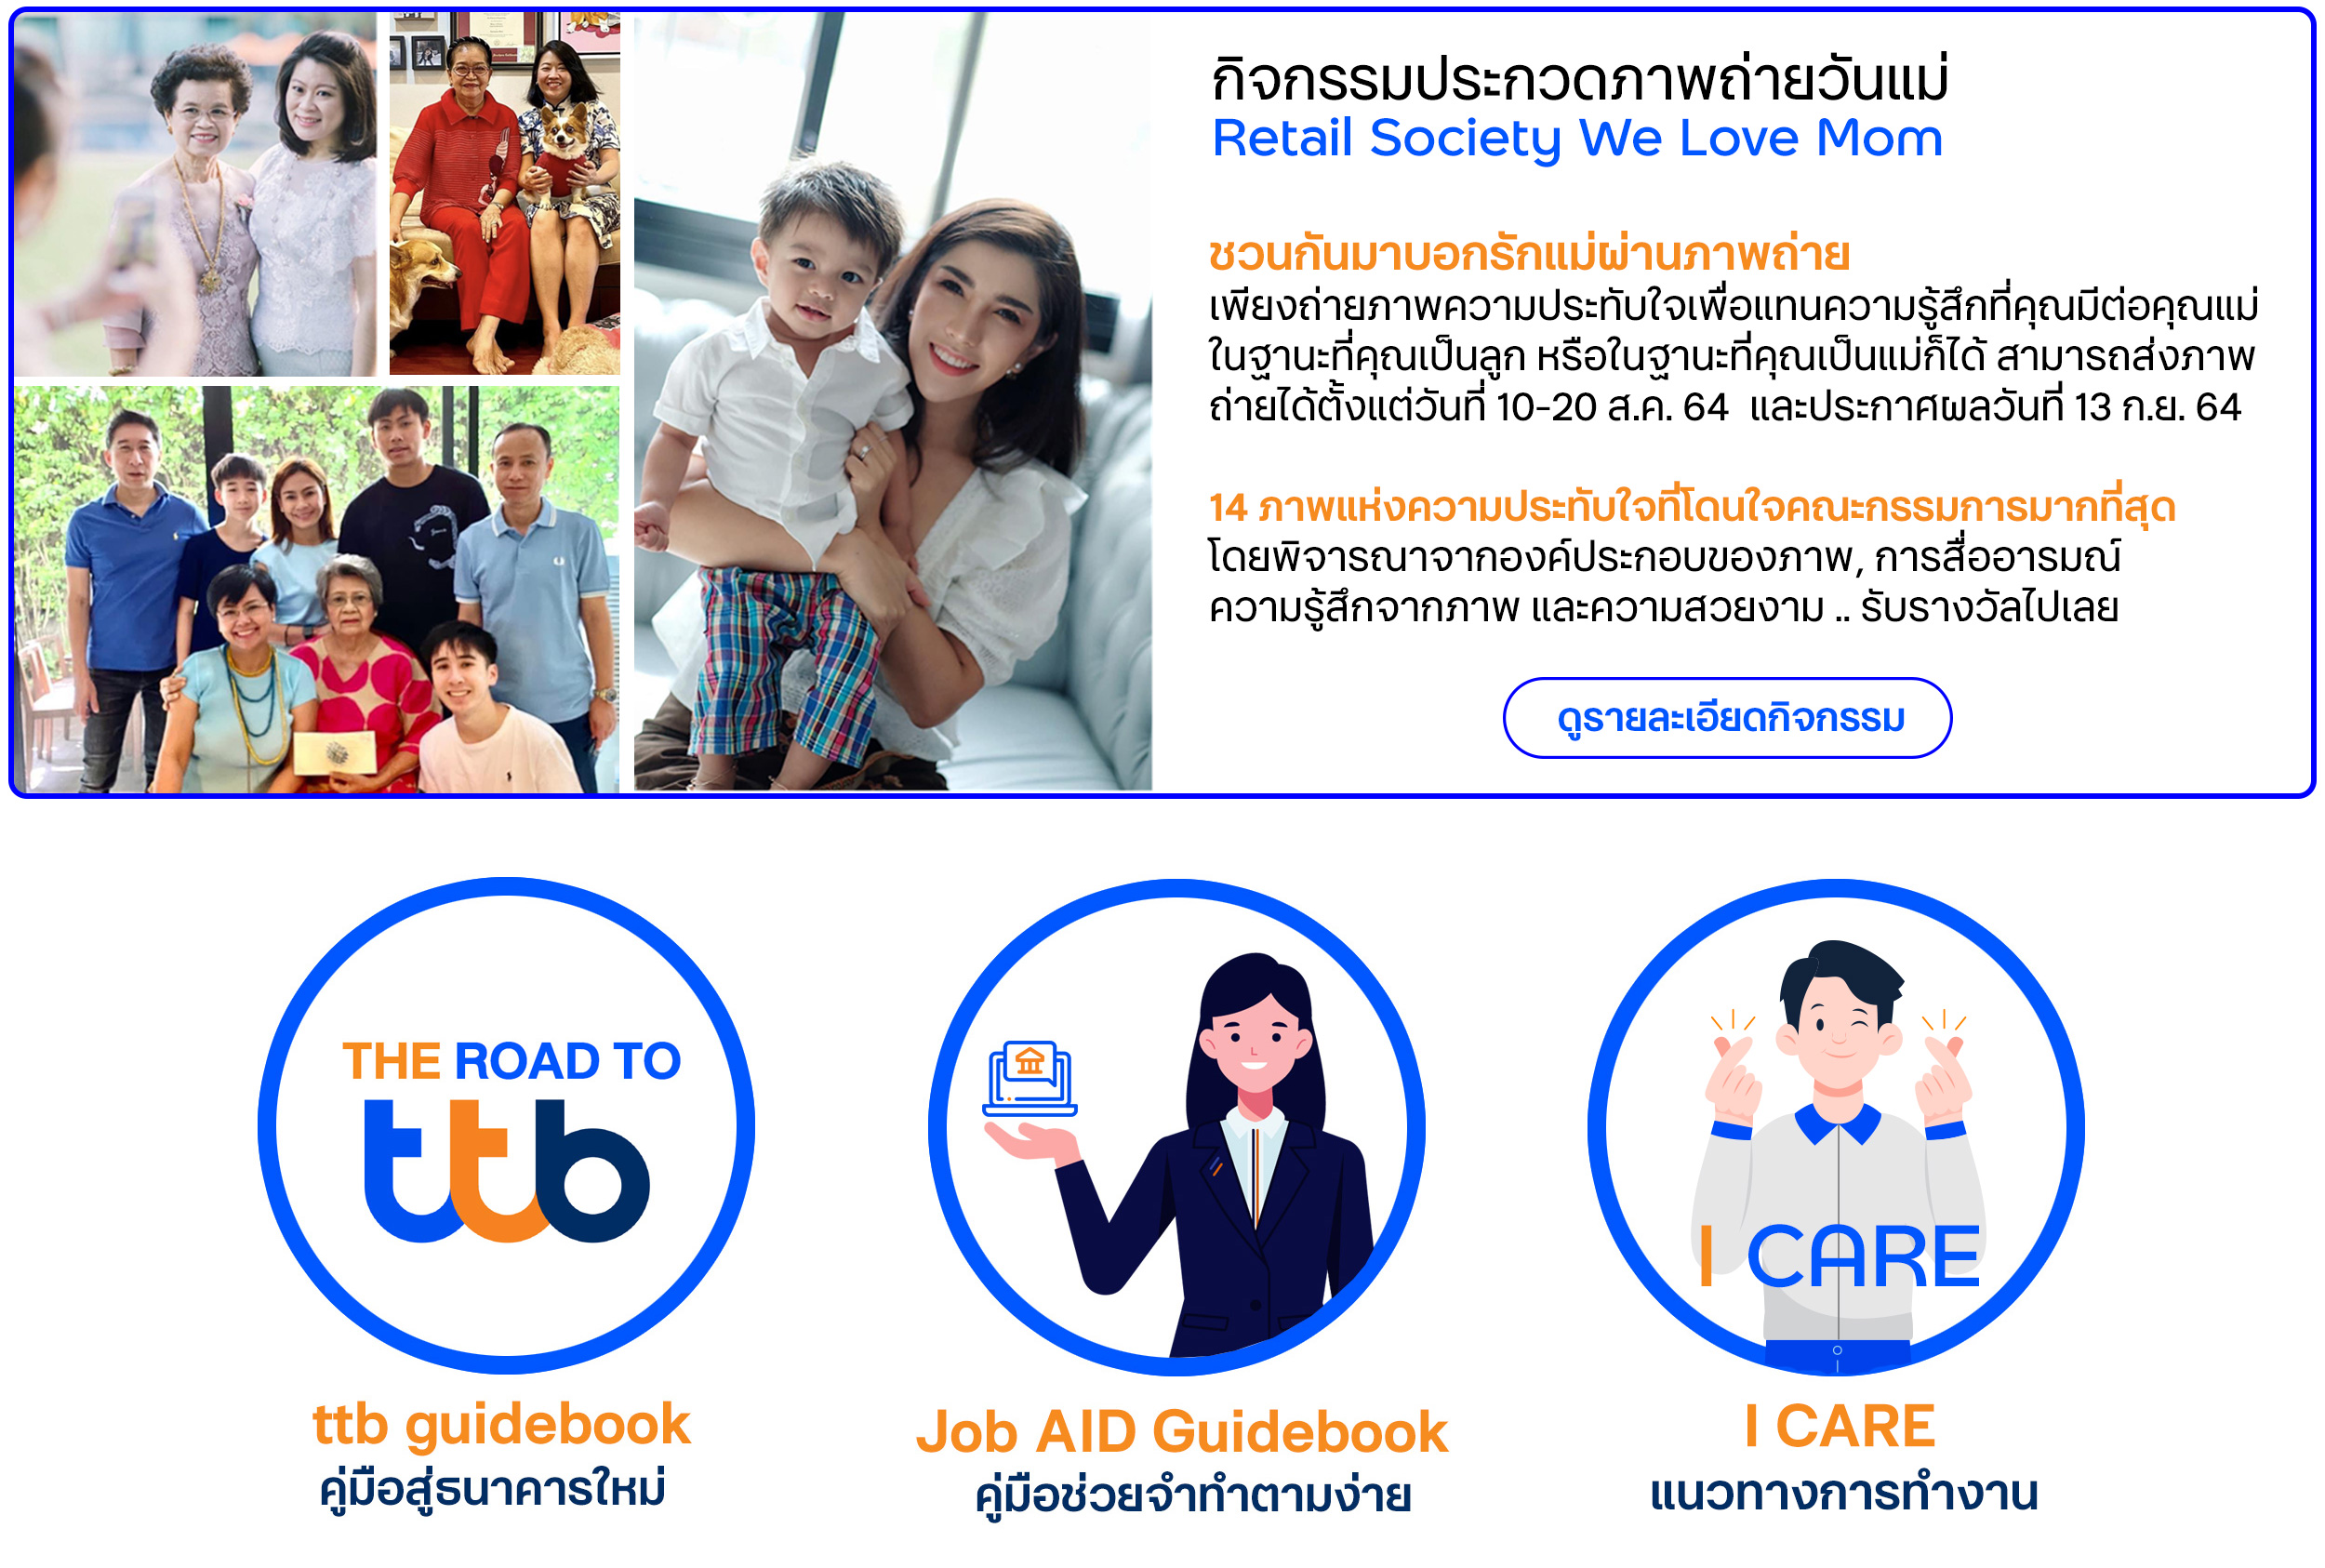 กิจกรรมประกวดภาพถ่ายวันแม่
Retail Society We Love Mom
ชวนกันมาบอกรักแม่ผ่านภาพถ่าย
เพียงถ่ายภาพความประทับใจเพื่อแทนความรู้สึกที่คุณมีต่อคุณแม่
ในฐานะที่คุณเป็นลูก หรือในฐานะที่คุณเป็นแม่ก็ได้ สามารถส่งภาพ
ถ่ายได้ตั้งแต่วันที่ 10-20 ส.ค. 64 และประกาศผลวันที่ 13 ก.ย. 64
14 ภาพแห่งความประทับใจที่โดนใจคณะกรรมการมากที่สุด
โดยพิจารณาจากองค์ประกอบของภาพ, การสื่ออารมณ์
ความรู้สึกจากภาพ และความสวยงาม .. รับรางวัลไปเลย
ดูรายละเอียดกิจกรรม
THE ROAD TO
ttb
I CARE
ttb guidebook
คู่มือสู่ธนาคารใหม่
Job AID Guidebook
คู่มือช่วยจำทำตามง่าย
I CARE
แนวทางการทำงาน